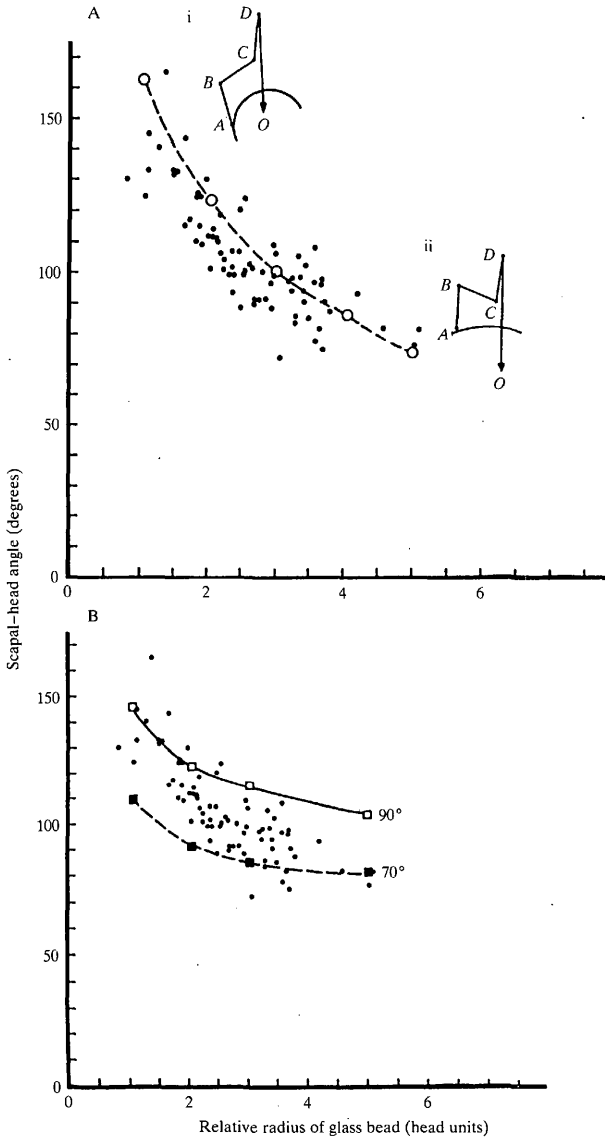 A
i
D
C
B
A
O
150
100
ii
D
B
C
A
O
50
0
0
2
4
6
Scapal–head angle (degrees)
B
150
100
90°
70°
50
0
0
2
4
6
Relative radius of glass bead (head units)